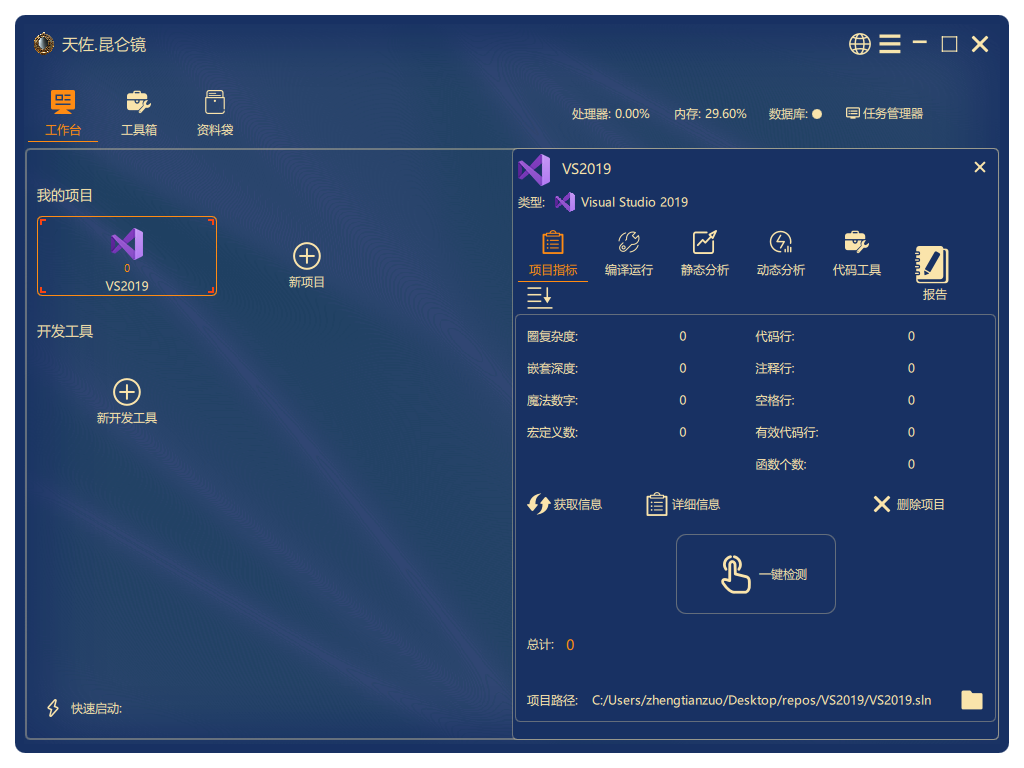 天佐.昆仑镜
工作台
工具箱
资料袋
处理器: 0.00%
内存: 29.60%
数据库:
任务管理器
我的项目
0
VS2019
新项目
开发工具
新开发工具
快速启动:
VS2019
类型:
Visual Studio 2019
项目指标
编译运行
静态分析
动态分析
代码工具
报告
圈复杂度: 0
代码行: 0
嵌套深度: 0
注释行: 0
魔法数字: 0
空格行: 0
宏定义数: 0
有效代码行: 0
函数个数: 0
获取信息
详细信息
删除项目
一键检测
总计: 0
项目路径: C:/Users/zhengtianzuo/Desktop/repos/VS2019/VS2019.sln